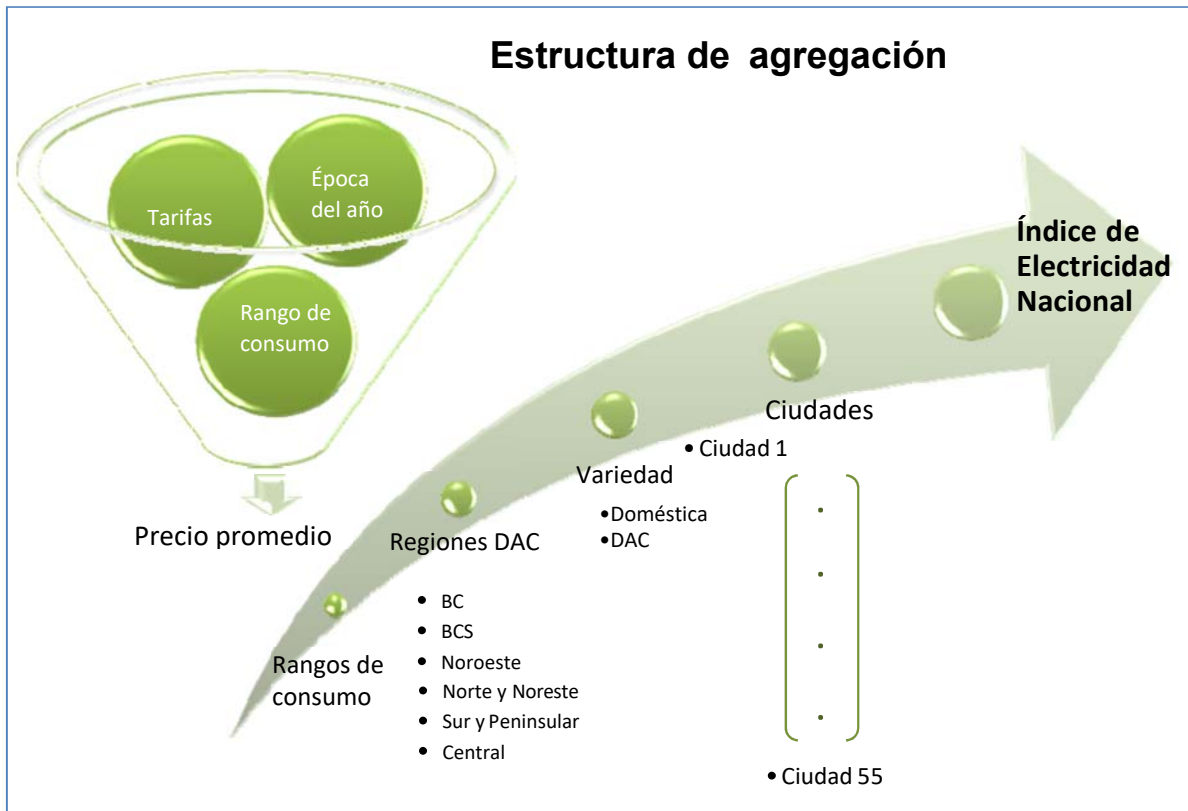 Estructura de agregación
Tarifas
Época
del año
Rango de
consumo
Precio promedio
Rangos de
consumo
Regiones DAC
• BC
• BCS
• Noroeste
• Norte y Noreste
• Sur y Peninsular
• Central
Variedad
•Doméstica
•DAC
Ciudades
• Ciudad 1
• Ciudad 55
Índice de
Electricidad
Nacional